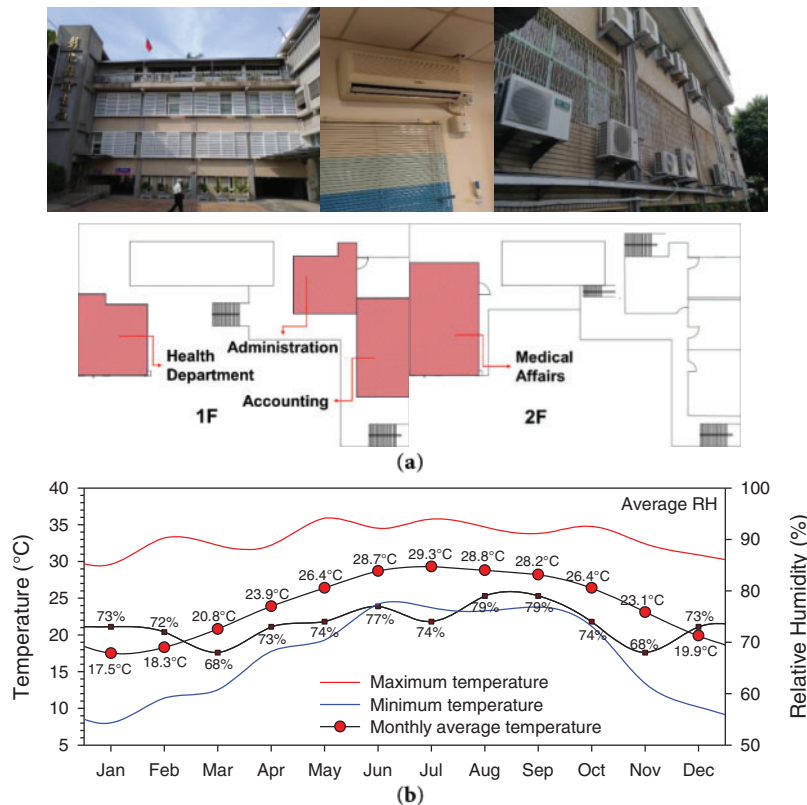 Health
Department
Administration
Accounting
1F
Medical
Affairs
2F
(a)
Average RH
Temperature (°C)
Relative Humidity (%)
40
35
30
25
20
15
10
5
100
90
80
70
60
50
17.5°C
18.3°C
20.8°C
23.9°C
26.4°C
28.7°C
29.3°C
28.8°C
28.2°C
26.4°C
23.1°C
19.9°C
73%
72%
68%
73%
74%
77%
74%
79%
79%
74%
68%
73%
Maximum temperature
Minimum temperature
Monthly average temperature
Jan Feb Mar Apr May Jun Jul Aug Sep Oct Nov Dec
(b)